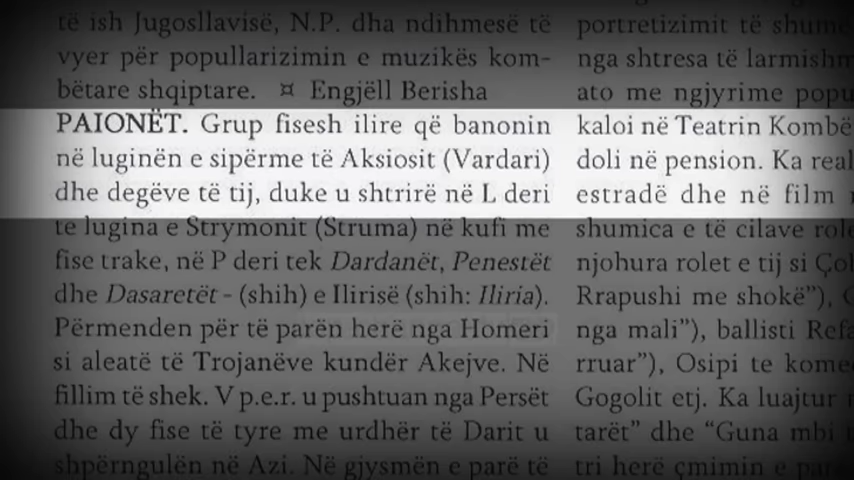 të ish Jugosllavisë, N.P. dha ndihmesë të
vyer për popullarizimin e muzikës kom-
bëtare shqiptare. ¤ Engjëll Berisha
PAIONËT. Grup fisesh ilire që banonin
në luginën e sipërme të Aksiosit (Vardari)
dhe degëve të tij, duke u shtrirë në L deri
te lugina e Strymonit (Struma) në kufi me
fise trake, në P deri tek Dardanët, Penestët
dhe Dasaretët - (shih) e Ilirisë (shih: Iliria).
Përmenden për të parën herë nga Homeri
si aleatë të Trojanëve kundër Akejve. Në
fillim të shek. V p.e.r. u pushtuan nga Persët
dhe dy fise të tyre me urdhër të Darit u
shpërngulën në Azi. Në gjysmën e parë të
portretizimit të shumë
nga shtresa të larmishm
ato me ngjyrime popu
kaloi në Teatrin Kombë
doli në pension. Ka real
estradë dhe në film
shumica e të cilave role
njohura rolet e tij si Çol
Rrapushi me shokë"),
nga mali"), ballisti Refa
rruar"), Osipi te kome
Gogolit etj. Ka luajtur
tarët" dhe "Guna mbi
tri herë çmimin e par